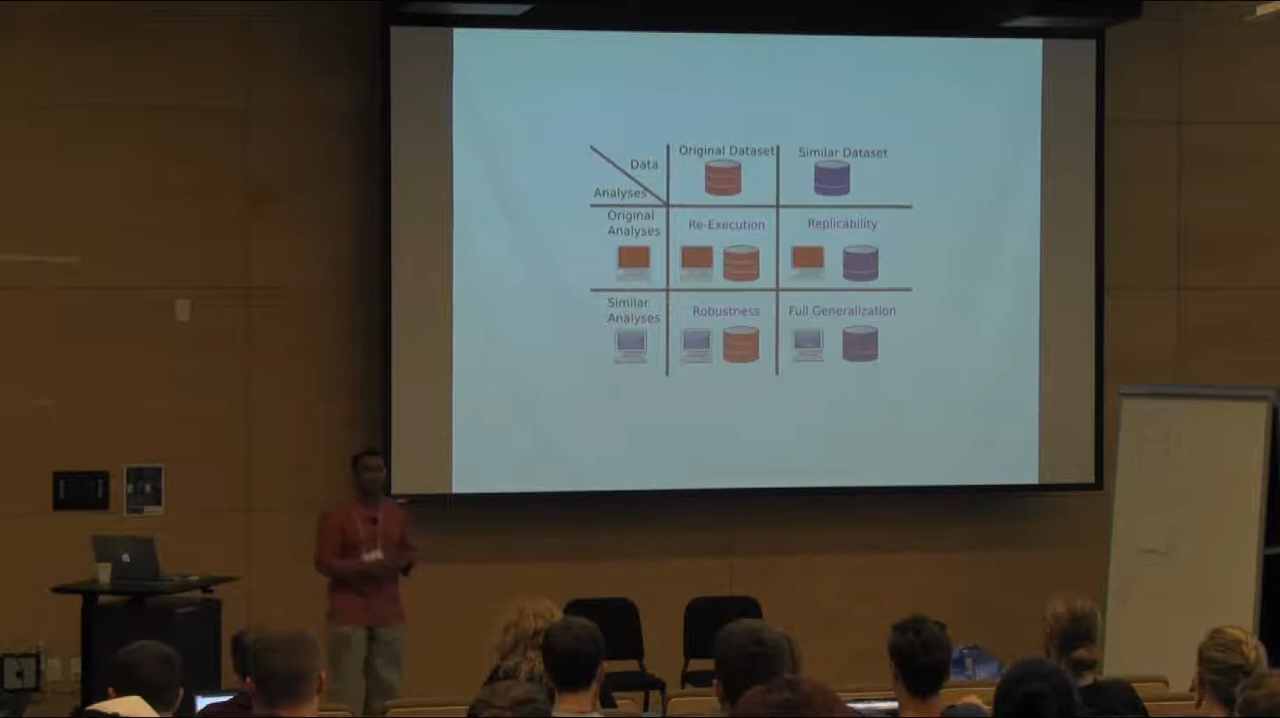 Data
Original Dataset
Similar Dataset
Analyses
Original
Analyses
Re-Execution
Replicability
Similar
Analyses
Robustness
Full Generalization